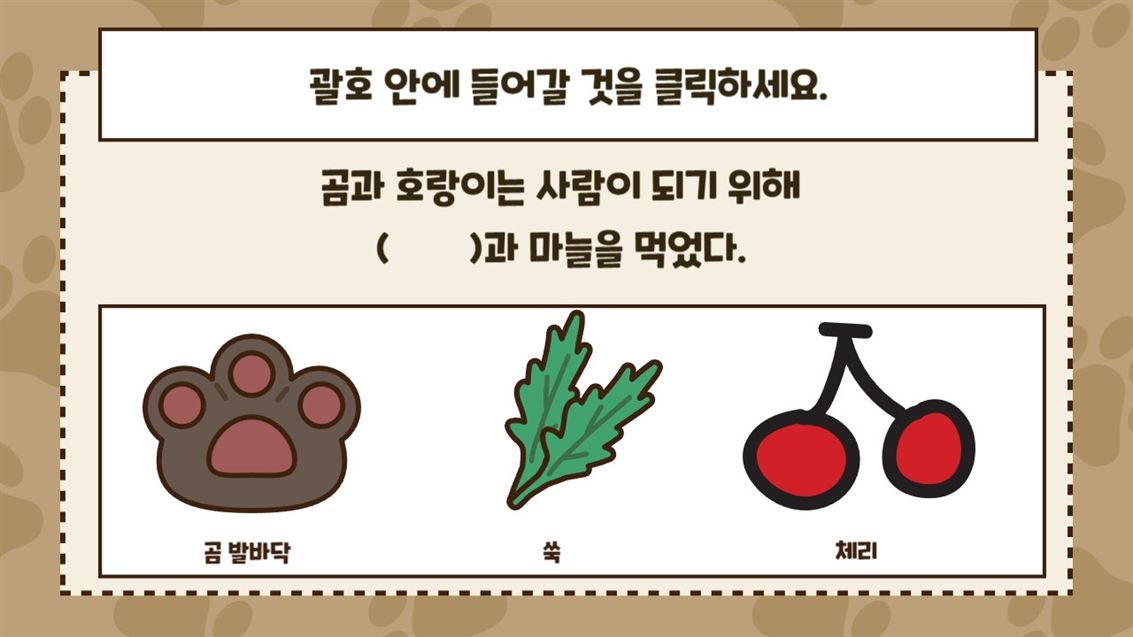 괄호 안에 들어갈 것을 클릭하세요.
곰과 호랑이는 사람이 되기 위해
(      )과 마늘을 먹었다.
곰 발바닥
쑥
체리